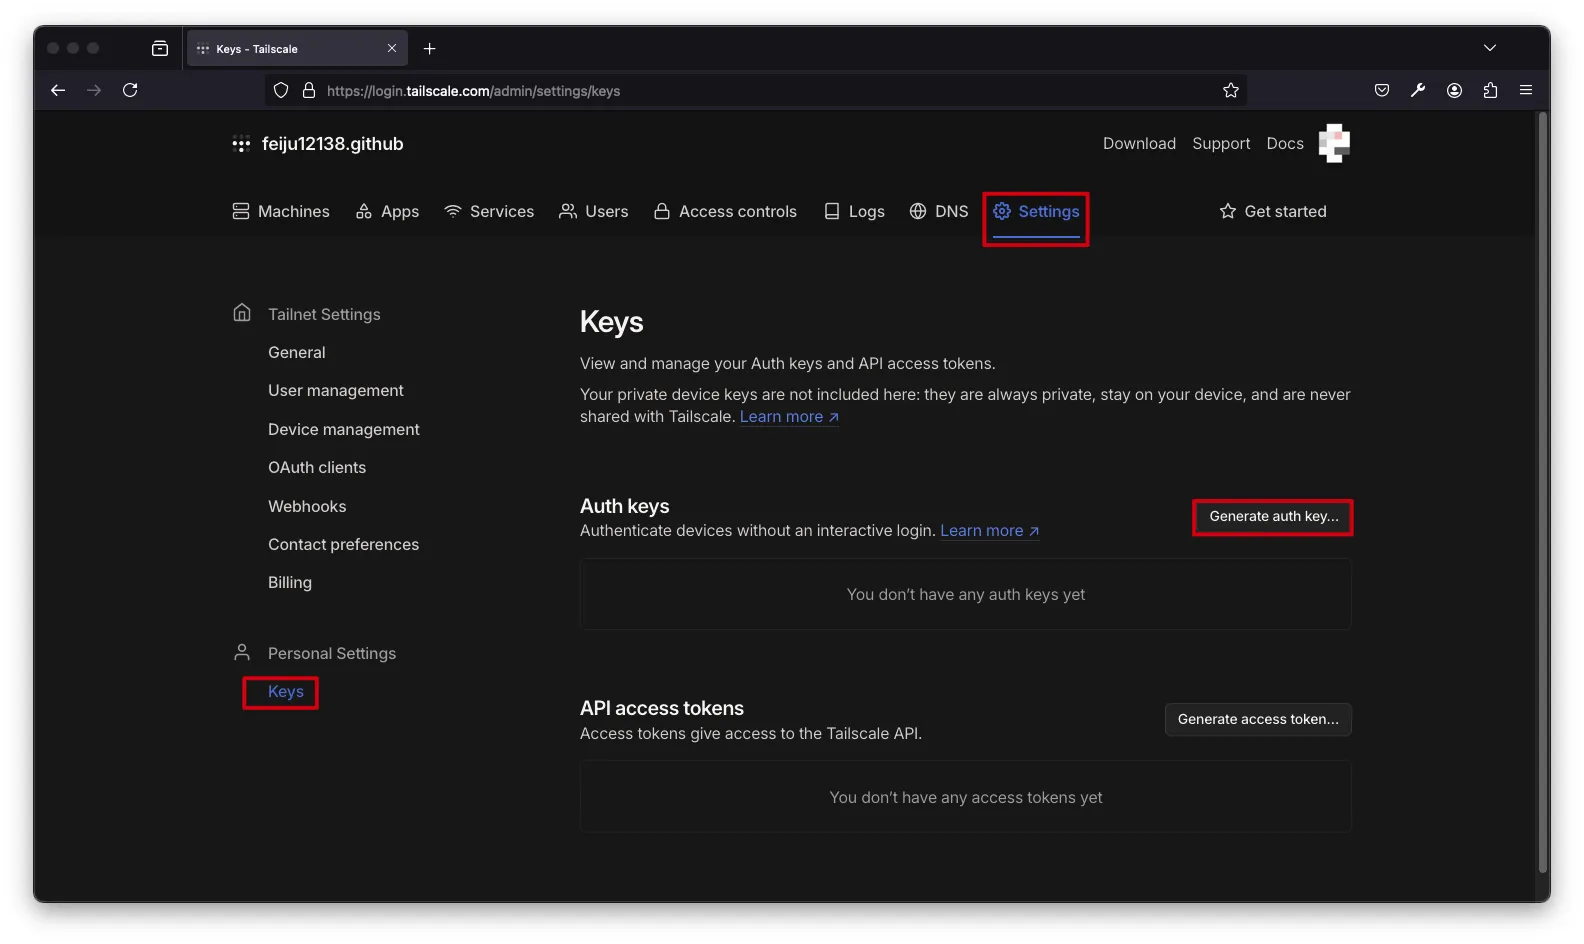 Keys - Tailscale
https://login.tailscale.com/admin/settings/keys
feiju12138.github
Download Support Docs
Machines Apps Services Users Access controls Logs DNS Settings Get started
Tailnet Settings
General
User management
Device management
OAuth clients
Webhooks
Contact preferences
Billing
Personal Settings
Keys
Keys
View and manage your Auth keys and API access tokens.
Your private device keys are not included here: they are always private, stay on your device, and are never
shared with Tailscale. Learn more ↗
Auth keys
Authenticate devices without an interactive login. Learn more ↗
Generate auth key...
You don’t have any auth keys yet
API access tokens
Access tokens give access to the Tailscale API.
Generate access token...
You don’t have any access tokens yet